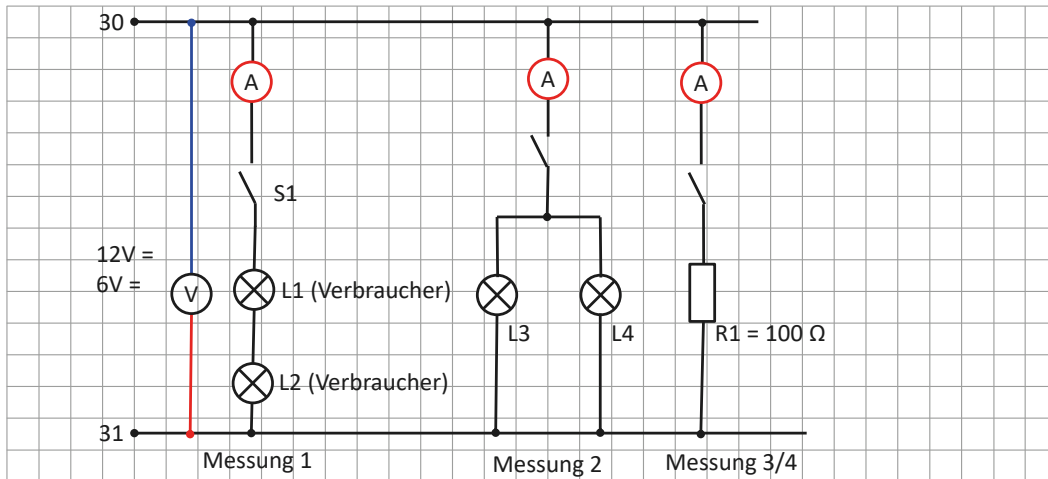 30
A
A
A
S1
12V =
6V =
V
L1 (Verbraucher)
L3
L4
R1 = 100 Ω
L2 (Verbraucher)
31
Messung 1
Messung 2
Messung 3/4